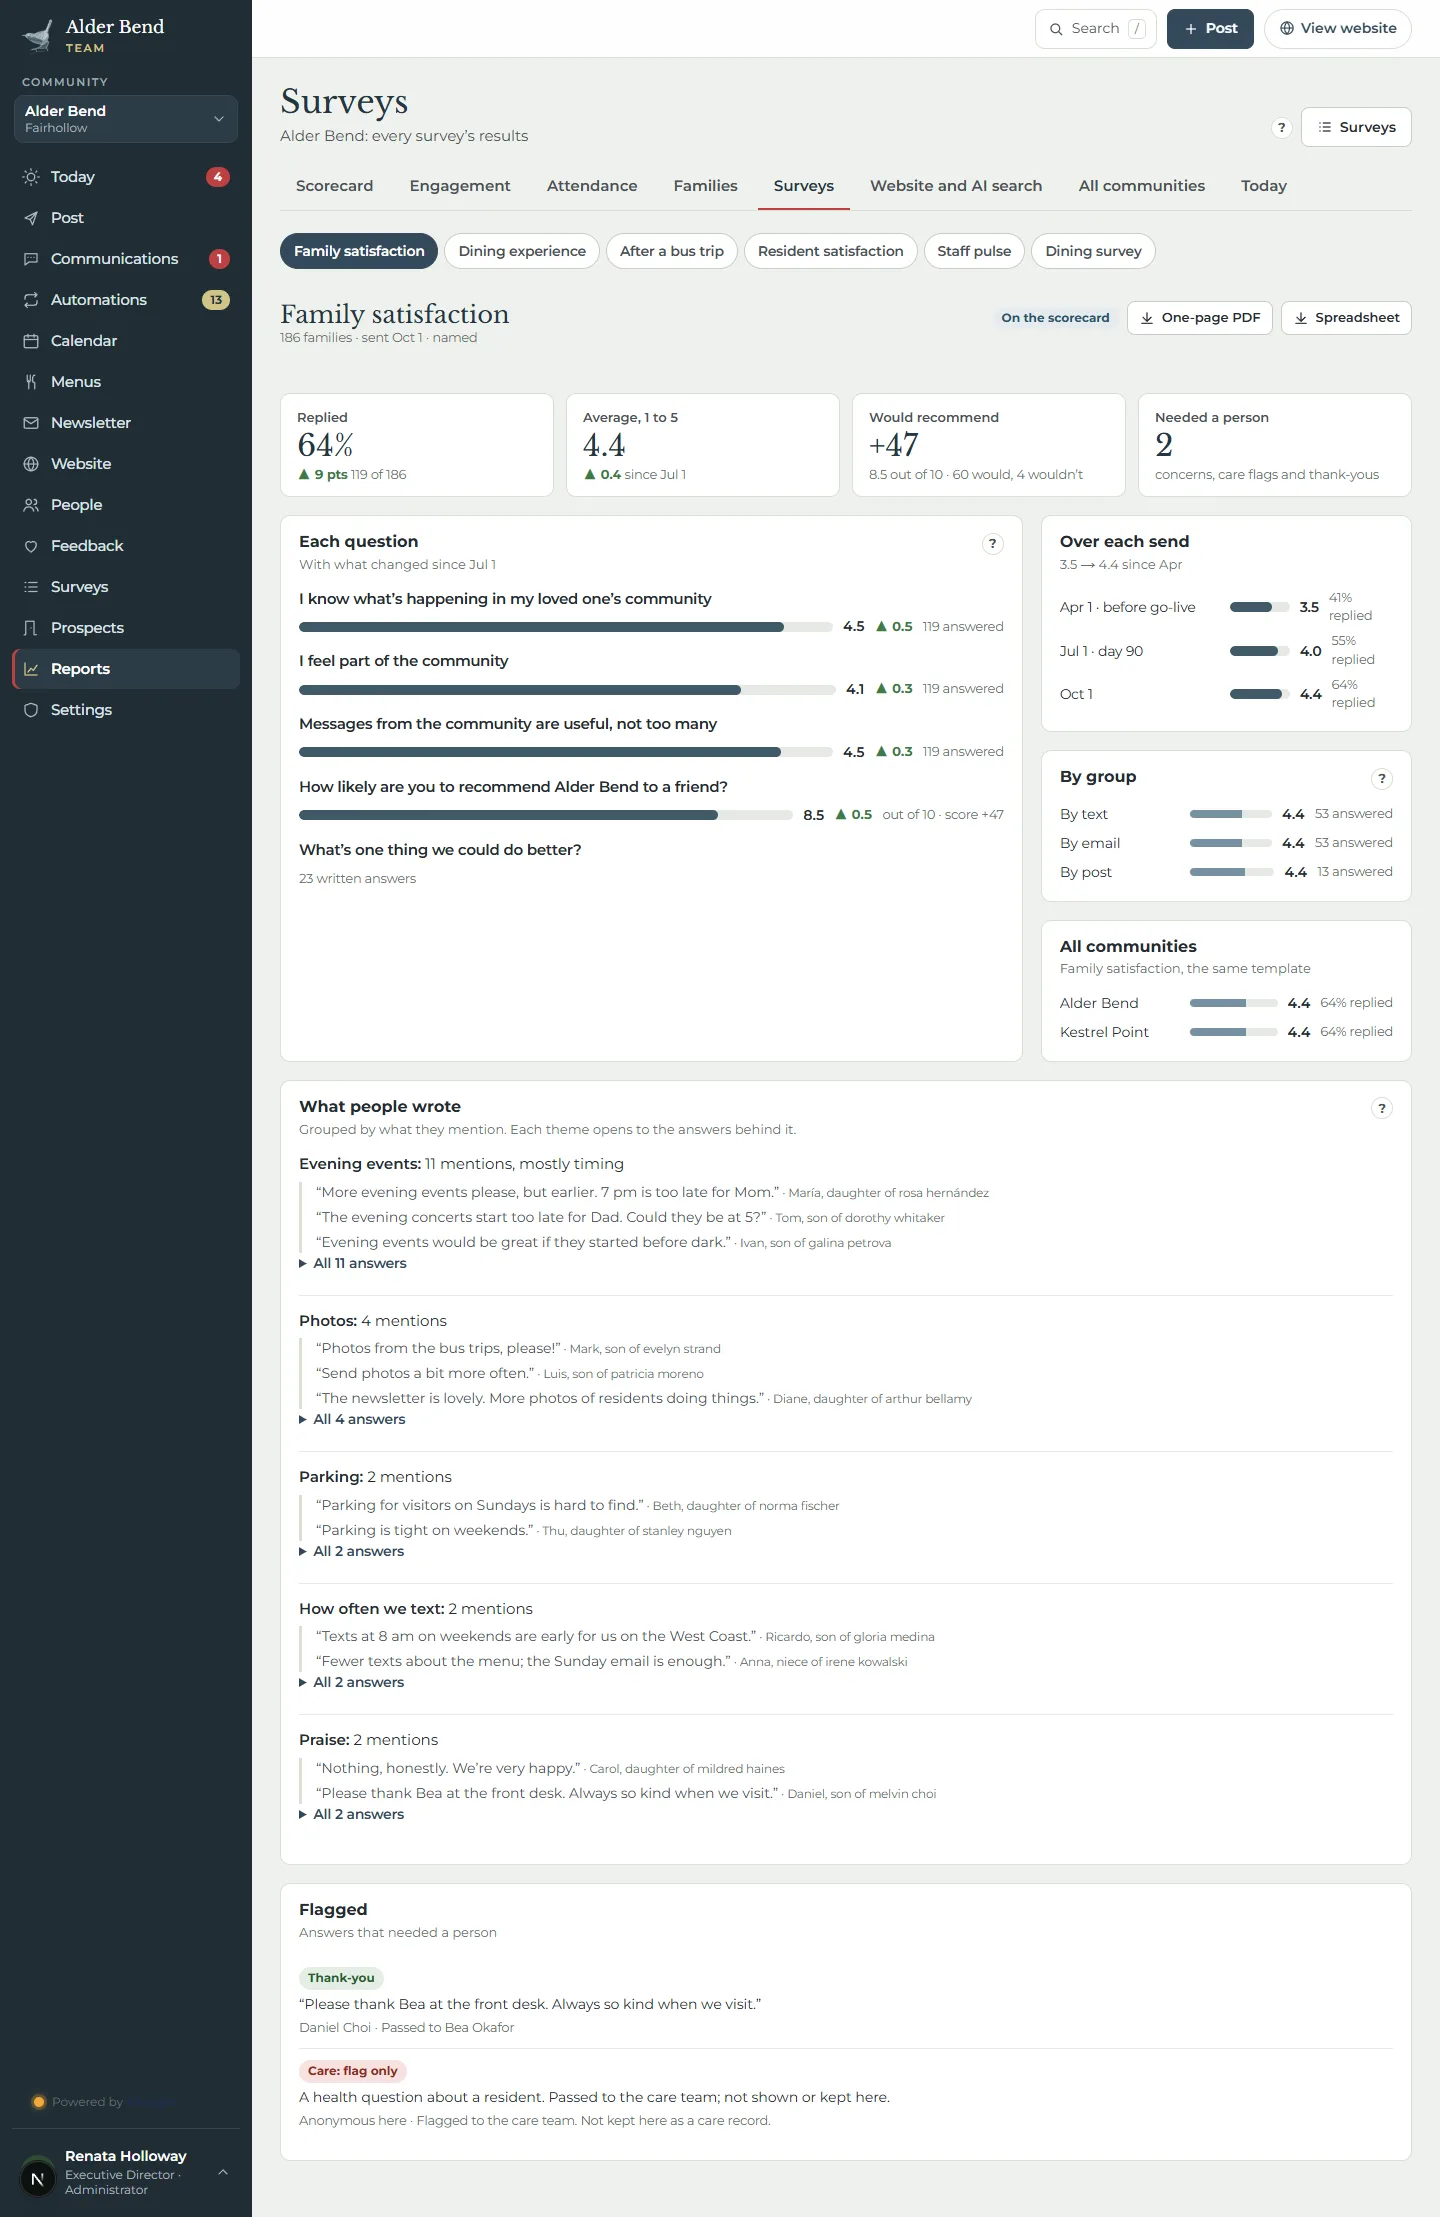 Alder Bend
TEAM
COMMUNITY
Alder Bend
Fairhollow
Today 4
Post
Communications 1
Automations 13
Calendar
Menus
Newsletter
Website
People
Feedback
Surveys
Prospects
Reports
Settings
Powered by
Renata Holloway
Executive Director ·
Administrator
Search /
+ Post
View website
Surveys
Alder Bend: every survey’s results
? Surveys
Scorecard Engagement Attendance Families Surveys Website and AI search All communities Today
Family satisfaction Dining experience After a bus trip Resident satisfaction Staff pulse Dining survey
Family satisfaction
186 families · sent Oct 1 · named
On the scorecard One-page PDF Spreadsheet
Replied
64%
▲ 9 pts 119 of 186
Average, 1 to 5
4.4
▲ 0.4 since Jul 1
Would recommend
+47
8.5 out of 10 · 60 would, 4 wouldn’t
Needed a person
2
concerns, care flags and thank-yous
Each question ?
With what changed since Jul 1
I know what’s happening in my loved one’s community
4.5 ▲ 0.5 119 answered
I feel part of the community
4.1 ▲ 0.3 119 answered
Messages from the community are useful, not too many
4.5 ▲ 0.3 119 answered
How likely are you to recommend Alder Bend to a friend?
8.5 ▲ 0.5 out of 10 · score +47
What’s one thing we could do better?
23 written answers
Over each send
3.5 → 4.4 since Apr
Apr 1 · before go-live 3.5 41% replied
Jul 1 · day 90 4.0 55% replied
Oct 1 4.4 64% replied
By group ?
By text 4.4 53 answered
By email 4.4 53 answered
By post 4.4 13 answered
All communities
Family satisfaction, the same template
Alder Bend 4.4 64% replied
Kestrel Point 4.4 64% replied
What people wrote ?
Grouped by what they mention. Each theme opens to the answers behind it.
Evening events: 11 mentions, mostly timing
“More evening events please, but earlier. 7 pm is too late for Mom.” · María, daughter of rosa hernández
“The evening concerts start too late for Dad. Could they be at 5?” · Tom, son of dorothy whitaker
“Evening events would be great if they started before dark.” · Ivan, son of galina petrova
▶ All 11 answers
Photos: 4 mentions
“Photos from the bus trips, please!” · Mark, son of evelyn strand
“Send photos a bit more often.” · Luis, son of patricia moreno
“The newsletter is lovely. More photos of residents doing things.” · Diane, daughter of arthur bellamy
▶ All 4 answers
Parking: 2 mentions
“Parking for visitors on Sundays is hard to find.” · Beth, daughter of norma fischer
“Parking is tight on weekends.” · Thu, daughter of stanley nguyen
▶ All 2 answers
How often we text: 2 mentions
“Texts at 8 am on weekends are early for us on the West Coast.” · Ricardo, son of gloria medina
“Fewer texts about the menu; the Sunday email is enough.” · Anna, niece of irene kowalski
▶ All 2 answers
Praise: 2 mentions
“Nothing, honestly. We’re very happy.” · Carol, daughter of mildred haines
“Please thank Bea at the front desk. Always so kind when we visit.” · Daniel, son of melvin choi
▶ All 2 answers
Flagged
Answers that needed a person
Thank-you
“Please thank Bea at the front desk. Always so kind when we visit.”
Daniel Choi · Passed to Bea Okafor
Care: flag only
A health question about a resident. Passed to the care team; not shown or kept here.
Anonymous here · Flagged to the care team. Not kept here as a care record.